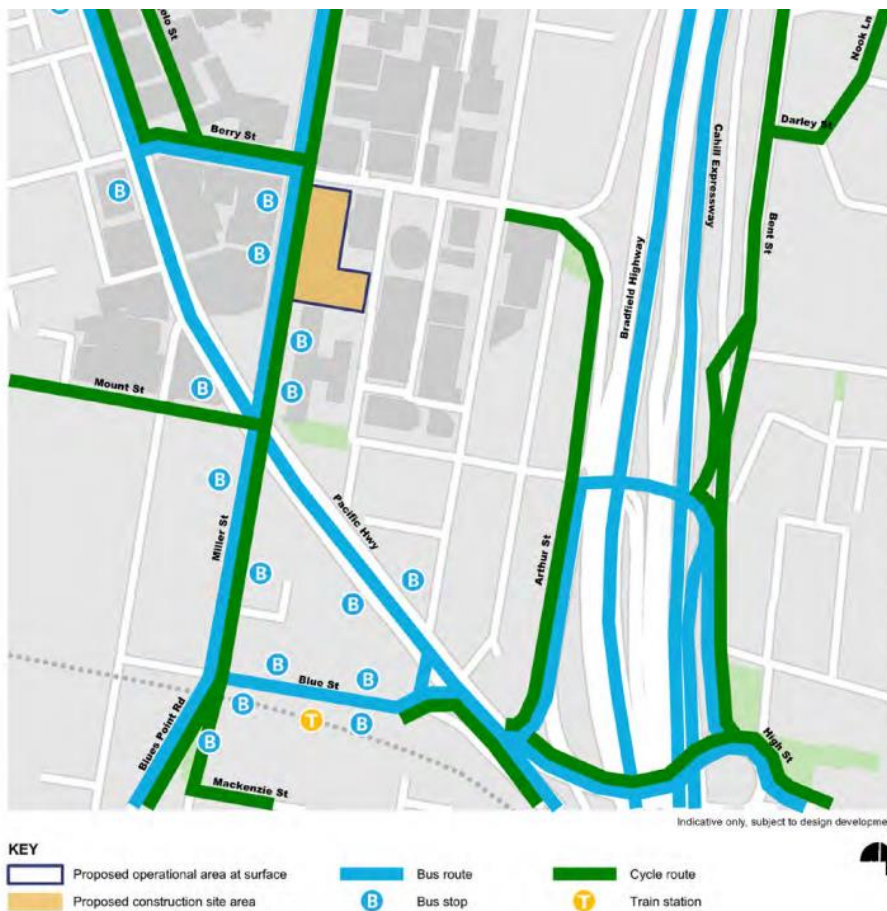 Berry St
Nook Ln
Darley St
Cahill Expressway
Bent St
Bradfield Highway
B
B
B
B
B
B
Mount St
Pacific Hwy
B
Miller St
Arthur St
B
B
B
B
Blue St
B
B
T
B
Blues Point Rd
B
High St
Mackenzie St
Indicative only, subject to design developme
KEY
Proposed operational area at surface
Bus route
Cycle route
Proposed construction site area
B
Bus stop
T
Train station